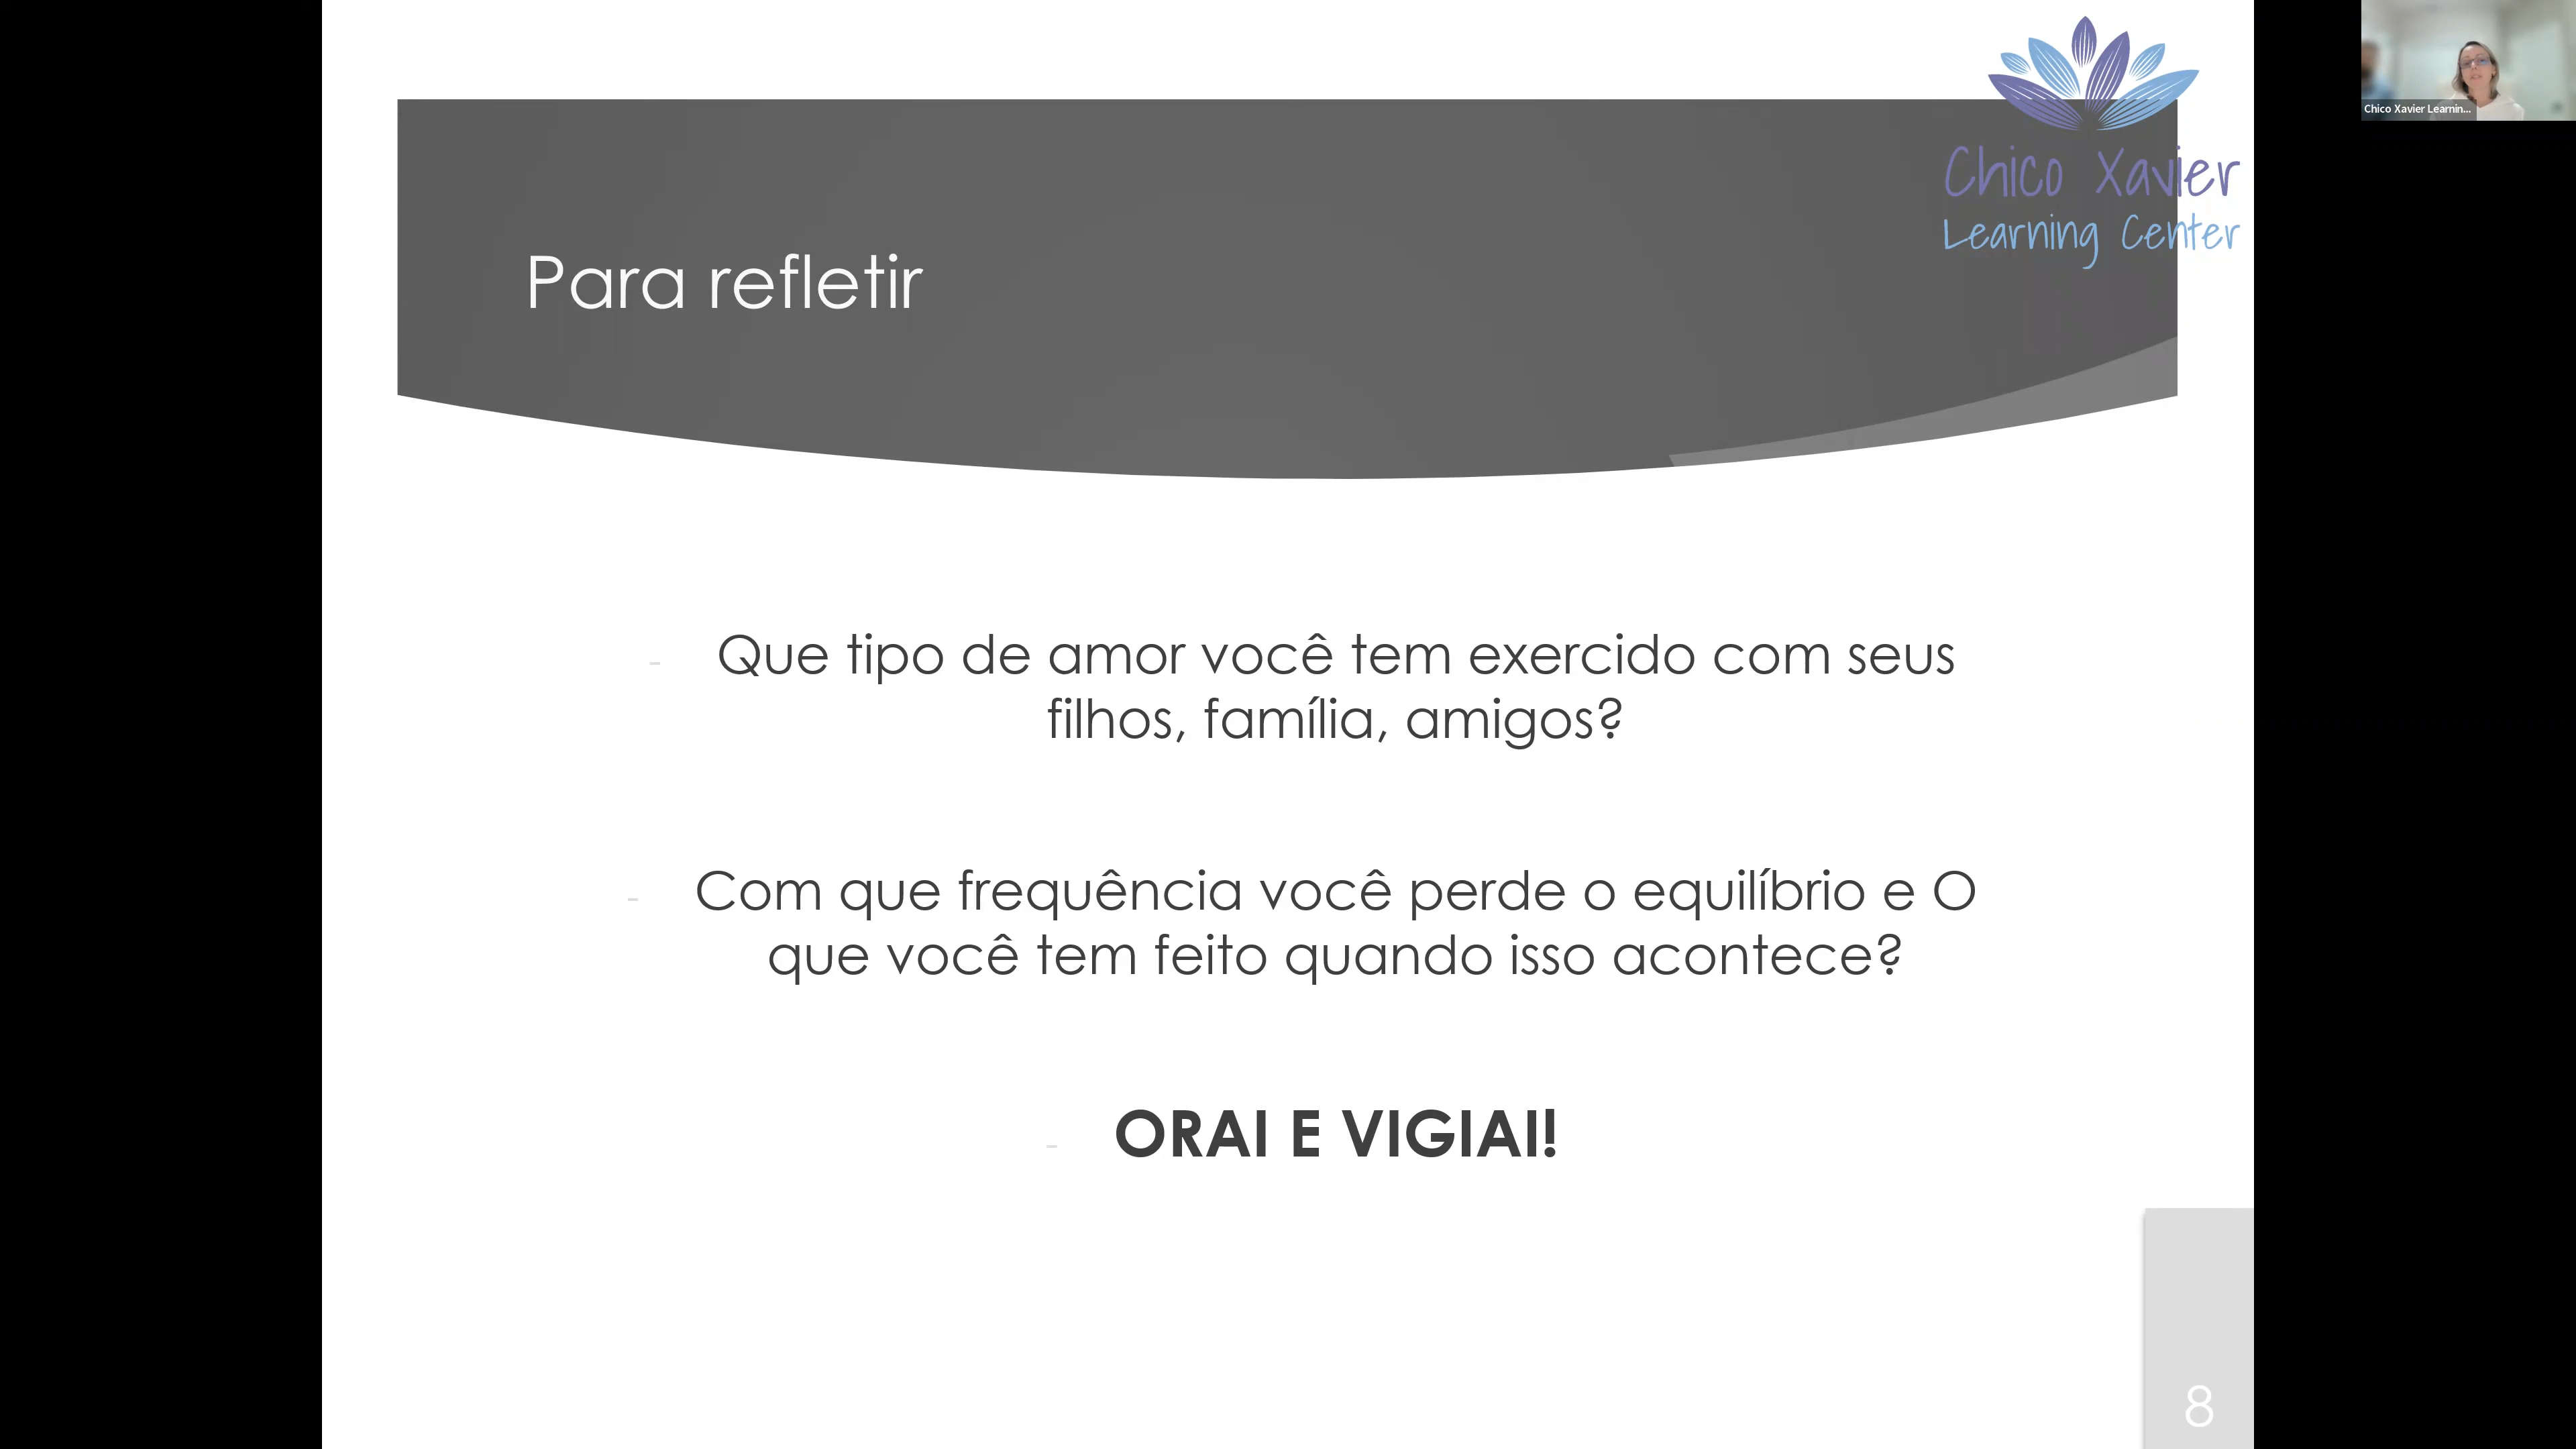 Chico Xavier
Learning Center
Chico Xavier Learnin...
Para refletir
- Que tipo de amor você tem exercido com seus
filhos, família, amigos?
- Com que frequência você perde o equilíbrio e O
que você tem feito quando isso acontece?
- ORAI E VIGIAI!
8